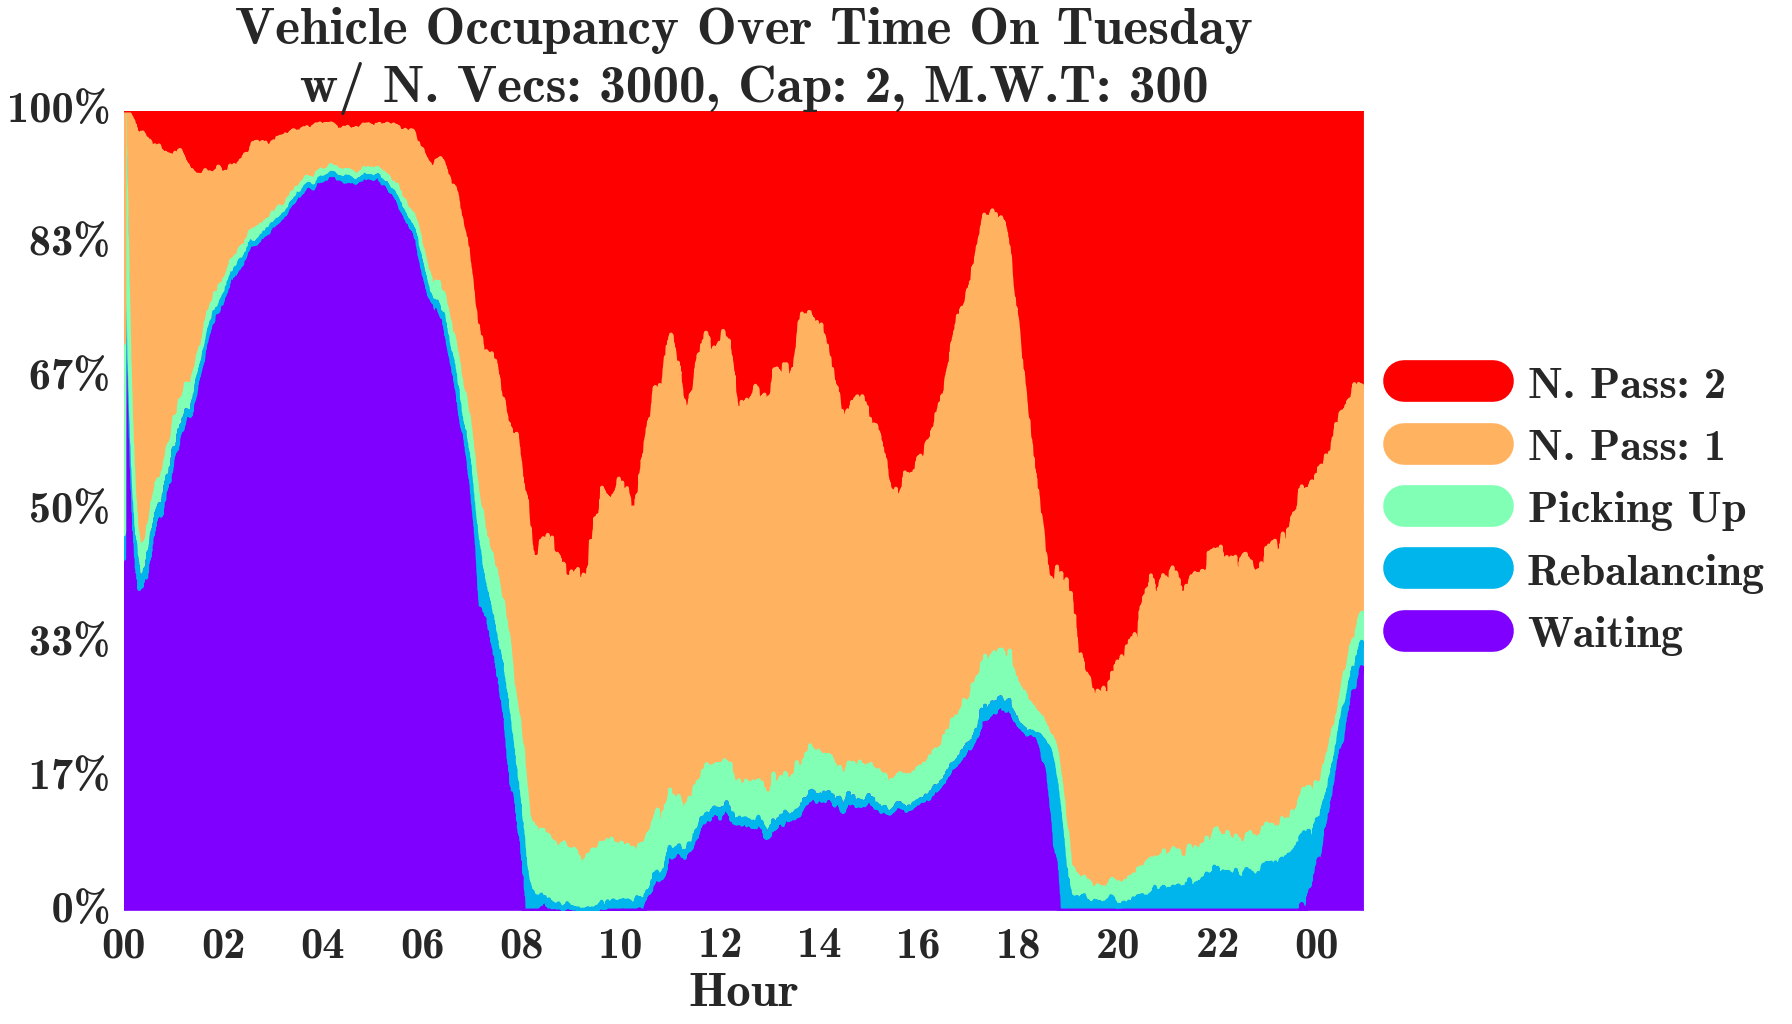 Vehicle Occupancy Over Time On Tuesday
w/ N. Vecs: 3000, Cap: 2, M.W.T: 300
100%
83%
67%
50%
33%
17%
0%
00 02 04 06 08 10 12 14 16 18 20 22 00
Hour
N. Pass: 2
N. Pass: 1
Picking Up
Rebalancing
Waiting